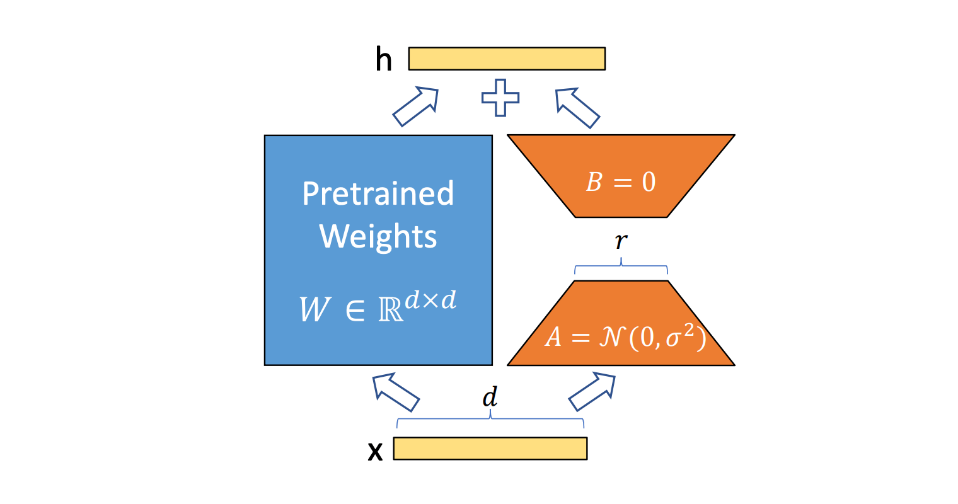 h
Pretrained
Weights
W ∈ ℝ^{d×d}
B = 0
r
A = 𝒩(0, σ²)
d
x